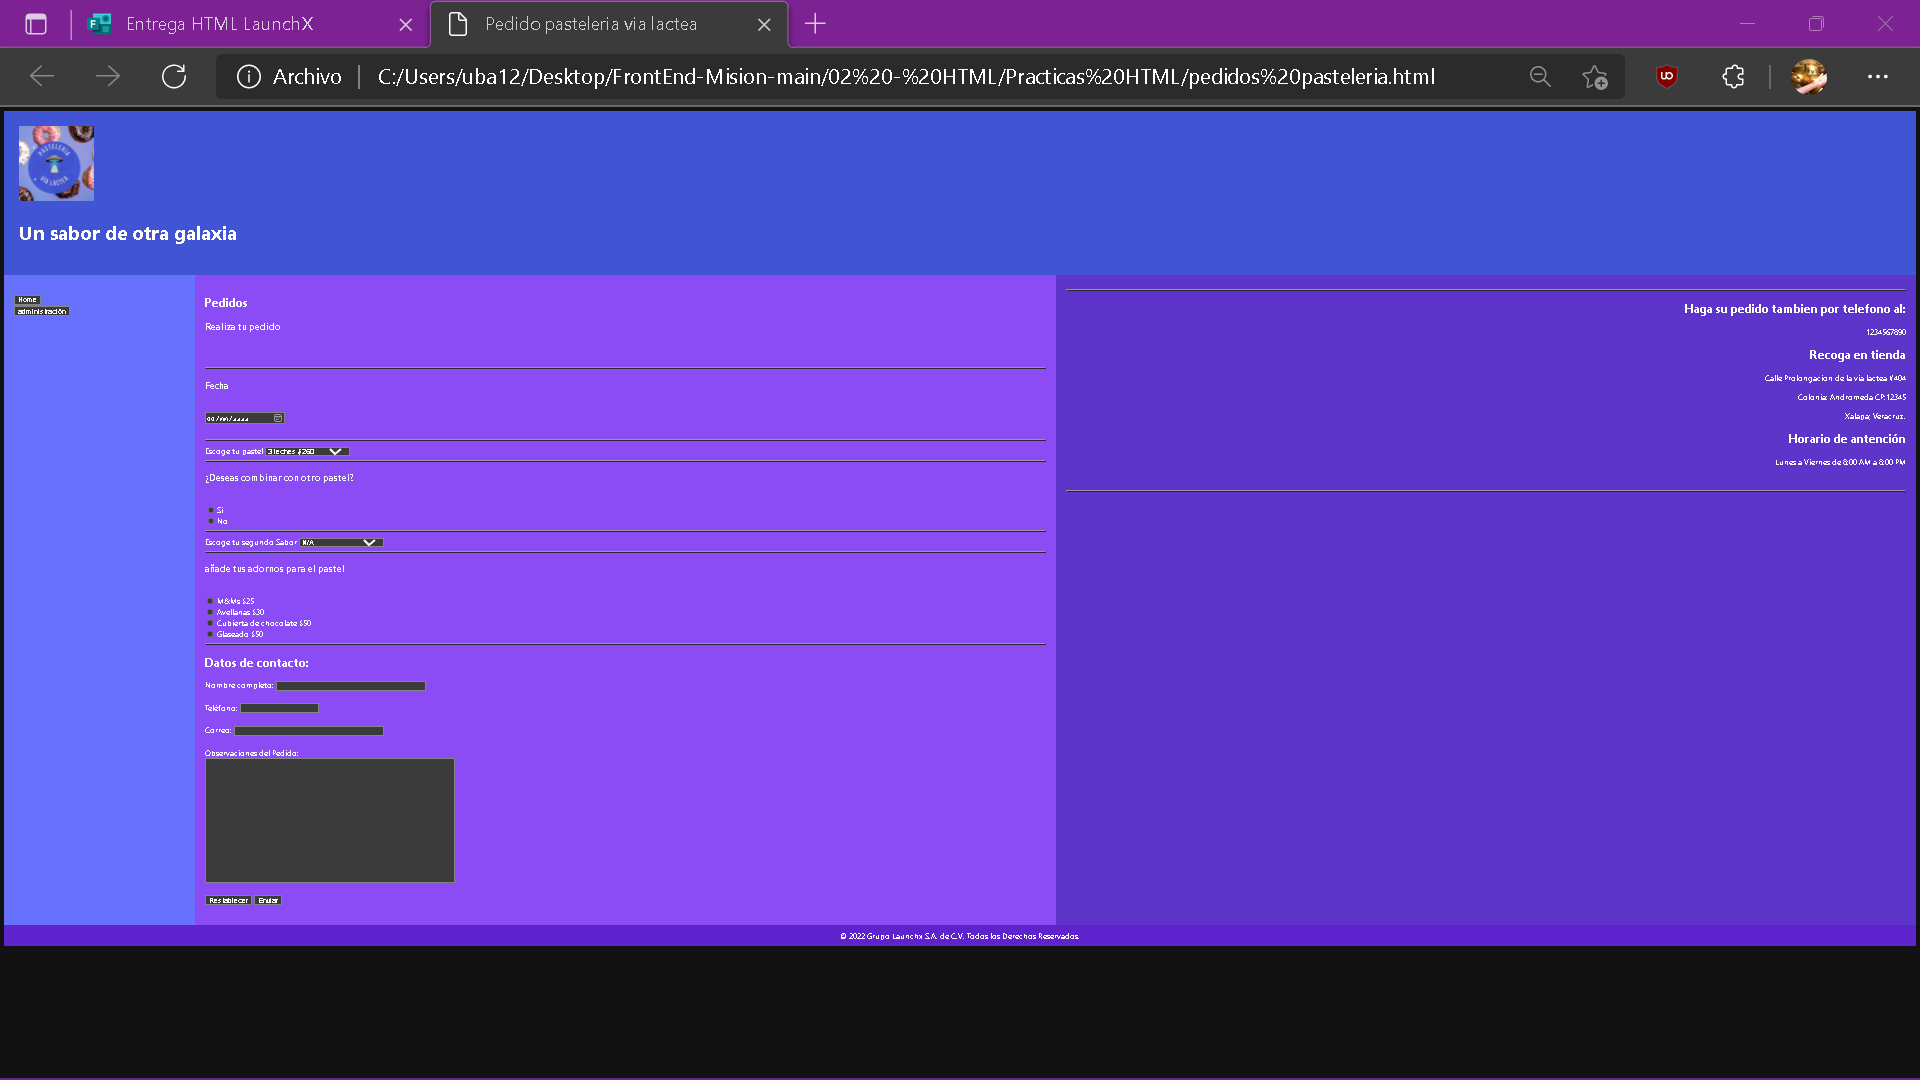 Entrega HTML LaunchX
Pedido pasteleria via lactea
Archivo
C:/Users/uba12/Desktop/FrontEnd-Mision-main/02%20-%20HTML/Practicas%20HTML/pedidos%20pasteleria.html
PASTELERIA
VIA LACTEA
Un sabor de otra galaxia
Home
administración
Pedidos
Realiza tu pedido
Fecha
dd/mm/aaaa
Escoge tu pastel 3 leches $260
¿Deseas combinar con otro pastel?
Si
No
Escoge tu segundo Sabor N/A
añade tus adornos para el pastel
M&Ms $25
Avellanas $30
Cubierta de chocolate $50
Glaseado $50
Datos de contacto:
Nombre completo:
Teléfono:
Correo:
Observaciones del Pedido:
Restablecer Enviar
Haga su pedido tambien por telefono al:
1234567890
Recoga en tienda
Calle Prolongacion de la via lactea #404
Colonia: Andromeda CP:12345
Xalapa; Veracruz.
Horario de antención
Lunes a Viernes de 8:00 AM a 8:00 PM
© 2022 Grupo Launchx S.A. de C.V. Todos los Derechos Reservados.